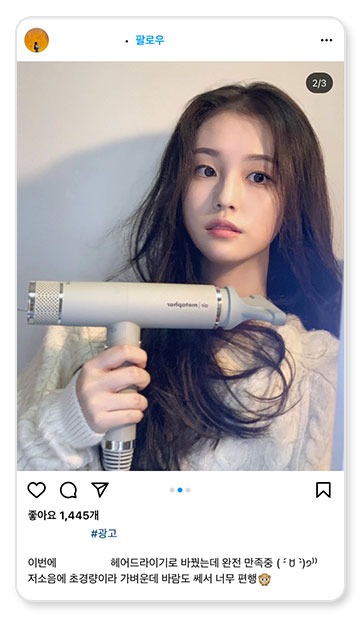 • 팔로우
2/3
air | metaphor
좋아요 1,445개
#광고
이번에 헤어드라이기로 바꿨는데 완전 만족중 ( ᷇ ᗢ ᷆ )୨⁾⁾
저소음에 초경량이라 가벼운데 바람도 쎄서 너무 편행🐵